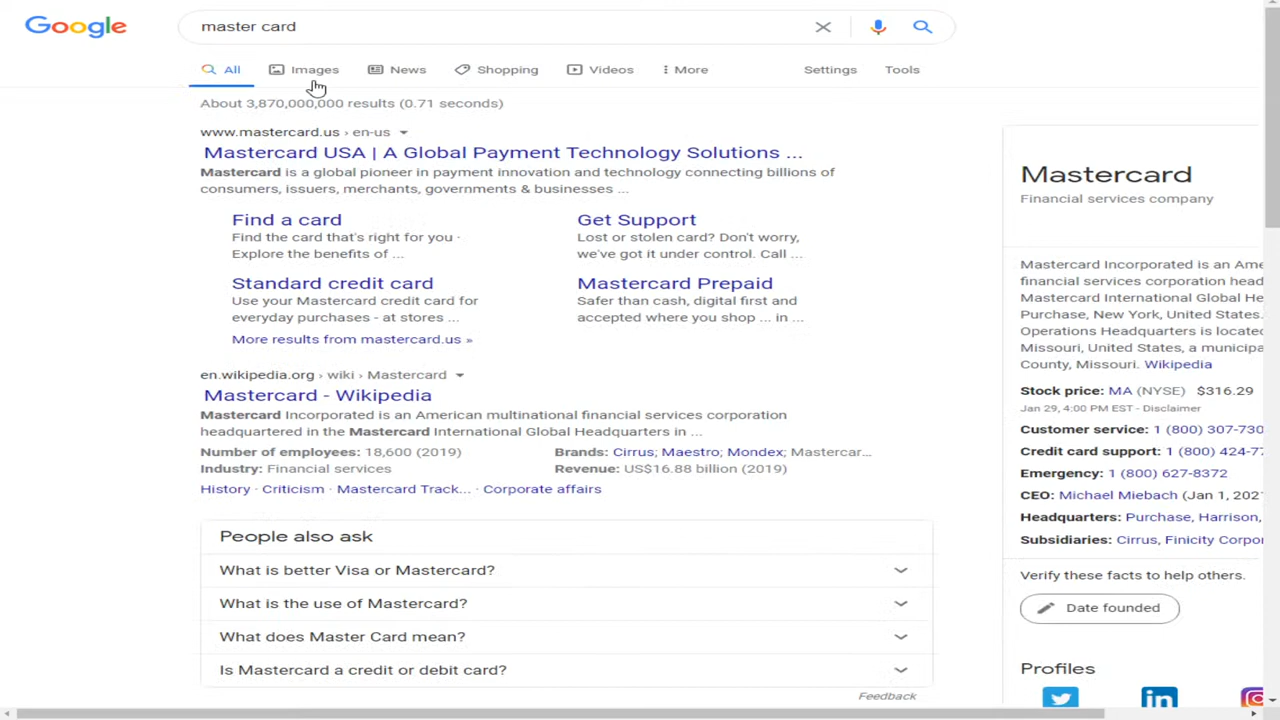 Google
master card
All
Images
News
Shopping
Videos
More
Settings
Tools
About 3,870,000,000 results (0.71 seconds)
www.mastercard.us › en-us
Mastercard USA | A Global Payment Technology Solutions ...
Mastercard is a global pioneer in payment innovation and technology connecting billions of
consumers, issuers, merchants, governments & businesses ...
Find a card
Find the card that's right for you ·
Explore the benefits of ...
Get Support
Lost or stolen card? Don't worry,
we've got it under control. Call ...
Standard credit card
Use your Mastercard credit card for
everyday purchases - at stores ...
Mastercard Prepaid
Safer than cash, digital first and
accepted where you shop ... in ...
More results from mastercard.us »
en.wikipedia.org › wiki › Mastercard
Mastercard - Wikipedia
Mastercard Incorporated is an American multinational financial services corporation
headquartered in the Mastercard International Global Headquarters in ...
Number of employees: 18,600 (2019)
Brands: Cirrus; Maestro; Mondex; Mastercar...
Industry: Financial services
Revenue: US$16.88 billion (2019)
History · Criticism · Mastercard Track... · Corporate affairs
People also ask
What is better Visa or Mastercard?
What is the use of Mastercard?
What does Master Card mean?
Is Mastercard a credit or debit card?
Feedback
Mastercard
Financial services company
Mastercard Incorporated is an Ame
financial services corporation head
Mastercard International Global He
Purchase, New York, United States.
Operations Headquarters is locate
Missouri, United States, a municipa
County, Missouri. Wikipedia
Stock price: MA (NYSE) $316.29
Jan 29, 4:00 PM EST - Disclaimer
Customer service: 1 (800) 307-730
Credit card support: 1 (800) 424-77
Emergency: 1 (800) 627-8372
CEO: Michael Miebach (Jan 1, 202
Headquarters: Purchase, Harrison,
Subsidiaries: Cirrus, Finicity Corpor
Verify these facts to help others.
Date founded
Profiles